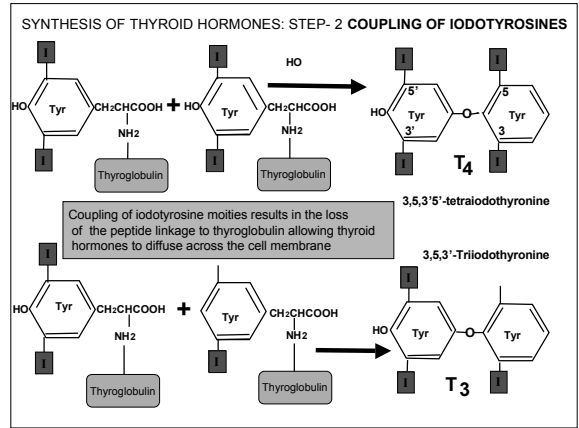 SYNTHESIS OF THYROID HORMONES: STEP- 2 COUPLING OF IODOTYROSINES
I
I
I
I
HO
HO
Tyr
CH2CHCOOH
+
HO
Tyr
CH2CHCOOH
HO
5'
Tyr
3'
O
5
Tyr
3
NH2
NH2
I
I
I
I
Thyroglobulin
Thyroglobulin
T4
3,5,3'5'-tetraiodothyronine
Coupling of iodotyrosine moities results in the loss
of the peptide linkage to thyroglobulin allowing thyroid
hormones to diffuse across the cell membrane
3,5,3'-Triiodothyronine
I
I
HO
Tyr
CH2CHCOOH
+
Tyr
CH2CHCOOH
HO
Tyr
O
Tyr
NH2
NH2
I
I
I
I
Thyroglobulin
Thyroglobulin
T3